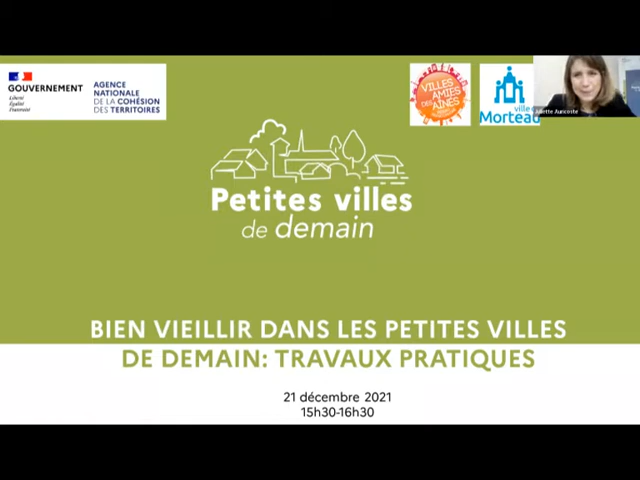 GOUVERNEMENT
Liberté
Égalité
Fraternité
AGENCE
NATIONALE
DE LA COHÉSION
DES TERRITOIRES
VILLES
AMIES
DES
AÎNÉS
ville
Morteau
Juliette Auricoste
Petites villes
de demain
BIEN VIEILLIR DANS LES PETITES VILLES
DE DEMAIN: TRAVAUX PRATIQUES
21 décembre 2021
15h30-16h30